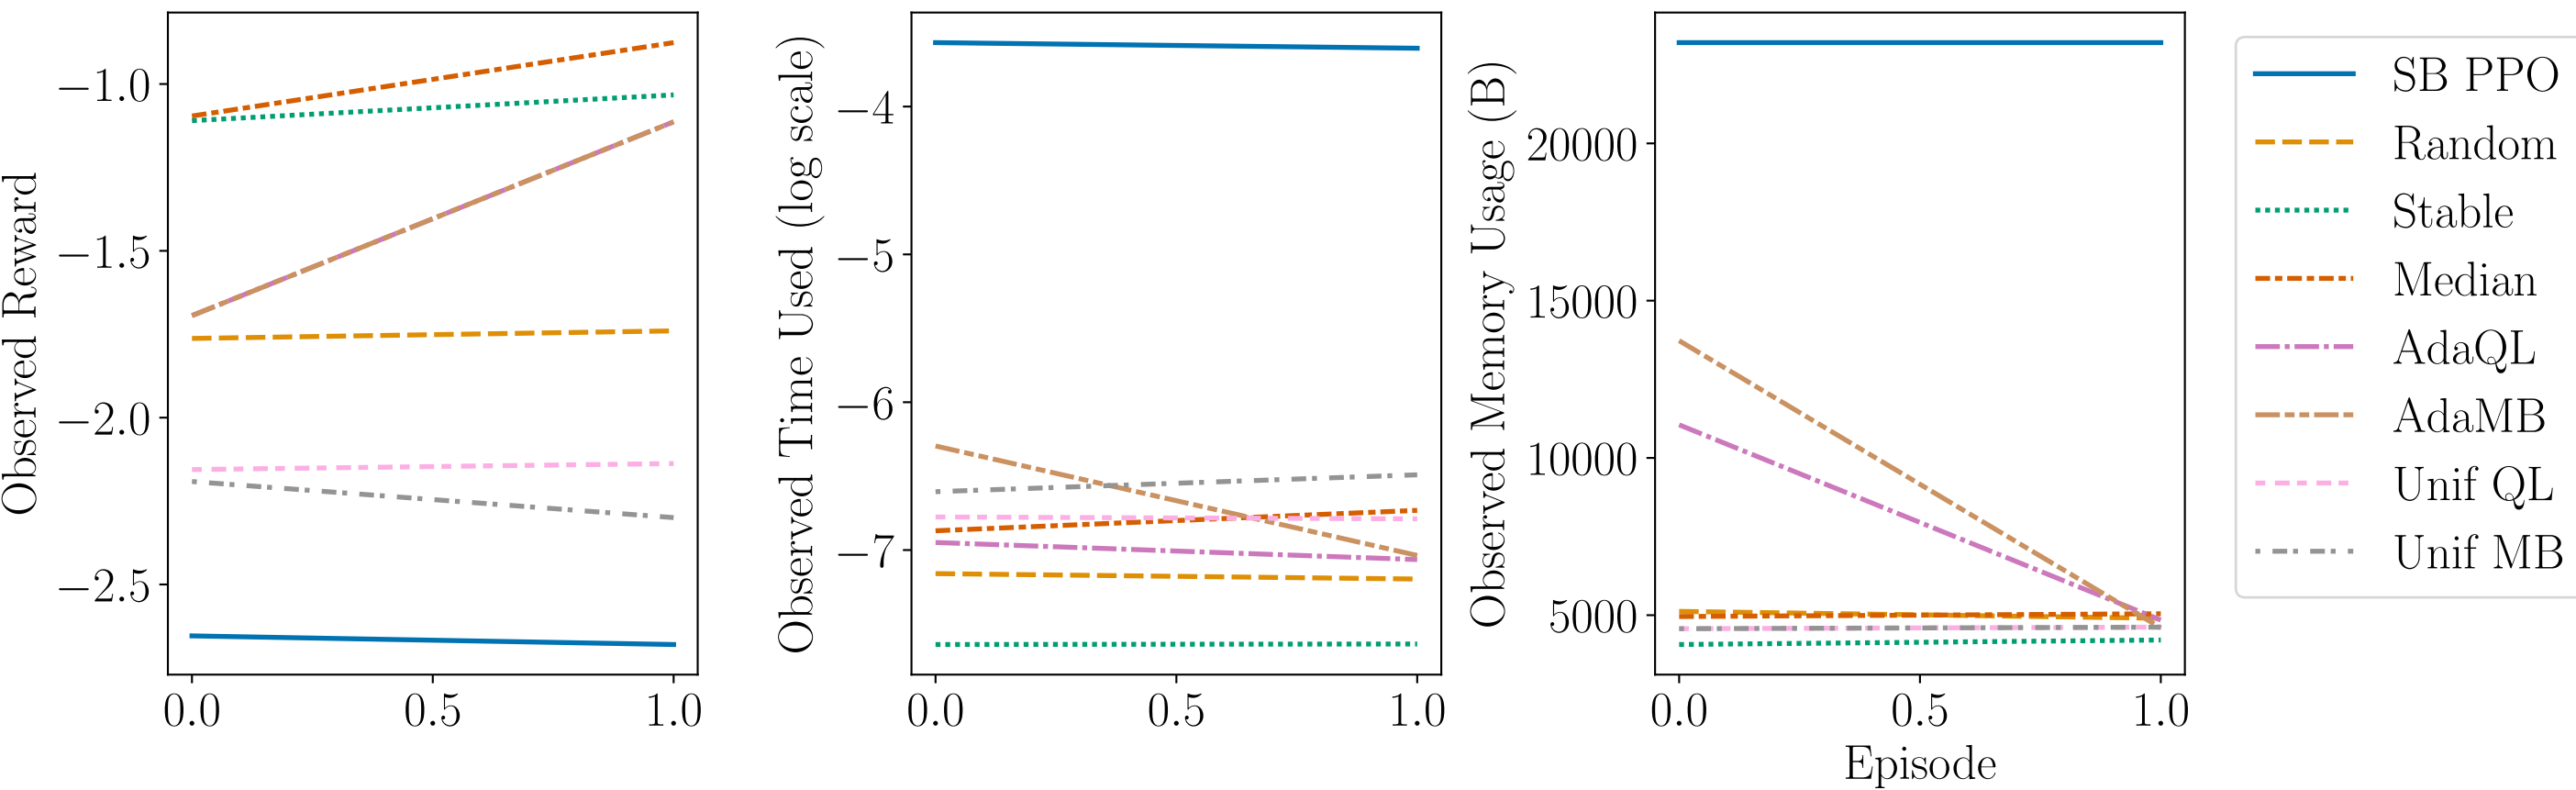 Observed Reward
−1.0
−1.5
−2.0
−2.5
0.0 0.5 1.0
Observed Time Used (log scale)
−4
−5
−6
−7
0.0 0.5 1.0
Observed Memory Usage (B)
20000
15000
10000
5000
0.0 0.5 1.0
Episode
SB PPO
Random
Stable
Median
AdaQL
AdaMB
Unif QL
Unif MB